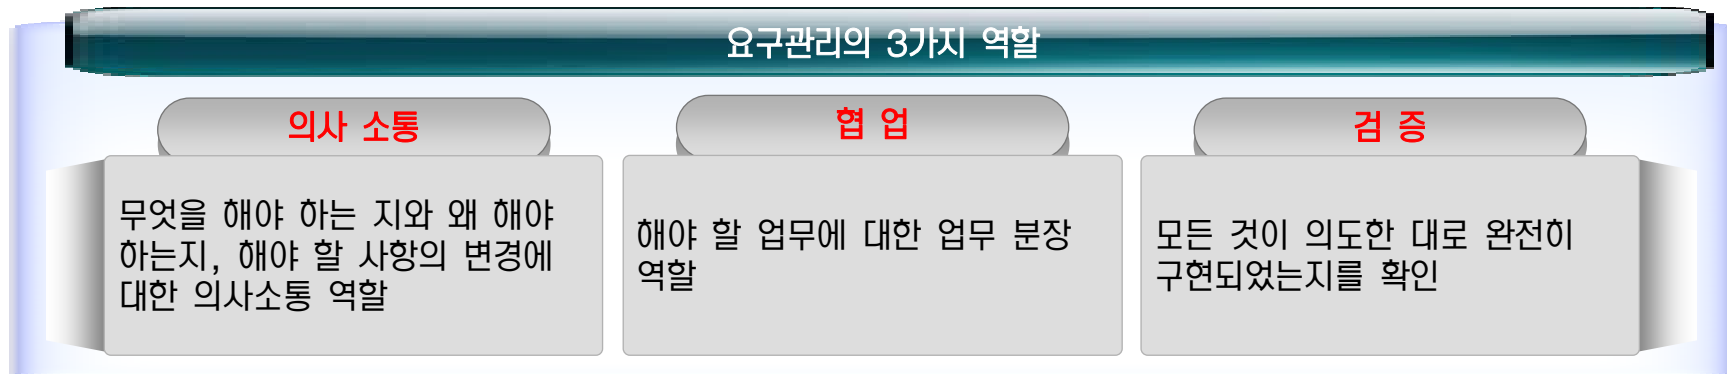 요구관리의 3가지 역할
의사 소통
무엇을 해야 하는 지와 왜 해야
하는지, 해야 할 사항의 변경에
대한 의사소통 역할
협 업
해야 할 업무에 대한 업무 분장
역할
검 증
모든 것이 의도한 대로 완전히
구현되었는지를 확인